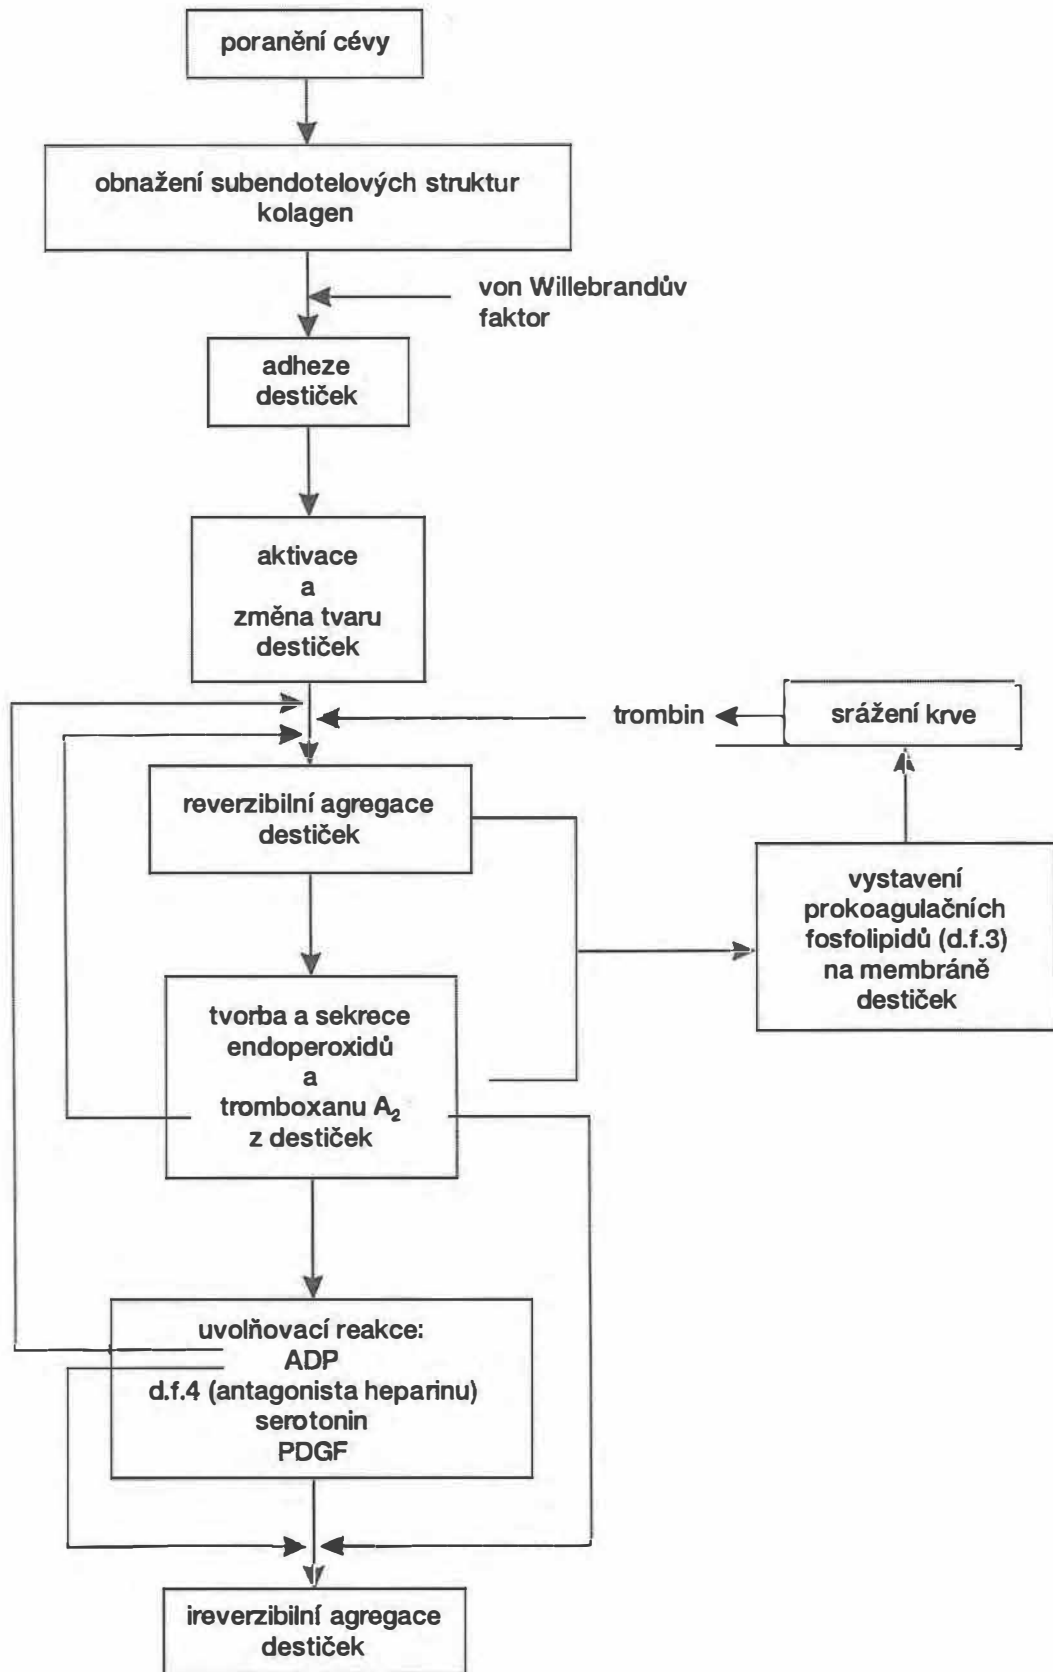 poranění cévy
obnažení subendotelových struktur
kolagen
von Willebrandův
faktor
adheze
destiček
aktivace
a
změna tvaru
destiček
trombin
srážení krve
reverzibilní agregace
destiček
vystavení
prokoagulačních
fosfolipidů (d.f.3)
na membráně
destiček
tvorba a sekrece
endoperoxidů
a
tromboxanu A₂
z destiček
uvolňovací reakce:
ADP
d.f.4 (antagonista heparinu)
serotonin
PDGF
ireverzibilní agregace
destiček